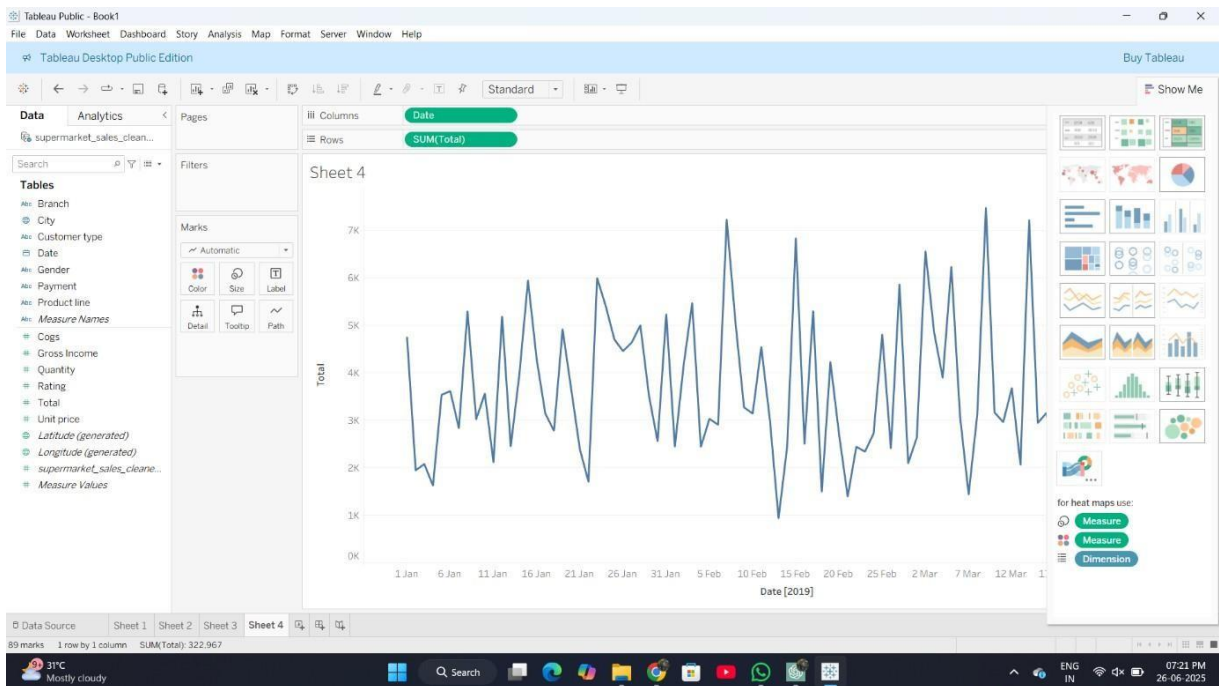 Tableau Public - Book1
File Data Worksheet Dashboard Story Analysis Map Format Server Window Help
Tableau Desktop Public Edition
Buy Tableau
Standard
Show Me
Data Analytics
supermarket_sales_clean...
Search
Tables
Abc Branch
City
Abc Customer type
Date
Abc Gender
Abc Payment
Abc Product line
Abc Measure Names
Cogs
Gross Income
Quantity
Rating
Total
Unit price
Latitude (generated)
Longitude (generated)
supermarket_sales_cleane...
Measure Values
Pages
Filters
Marks
Automatic
Color Size Label
Detail Tooltip Path
Columns Date
Rows SUM(Total)
Sheet 4
Total
7K
6K
5K
4K
3K
2K
1K
0K
1 Jan 6 Jan 11 Jan 16 Jan 21 Jan 26 Jan 31 Jan 5 Feb 10 Feb 15 Feb 20 Feb 25 Feb 2 Mar 7 Mar 12 Mar
Date [2019]
for heat maps use:
Measure
Measure
Dimension
Data Source Sheet 1 Sheet 2 Sheet 3 Sheet 4
89 marks 1 row by 1 column SUM(Total): 322,967
31°C
Mostly cloudy
Search
ENG
IN
07:21 PM
26-06-2025